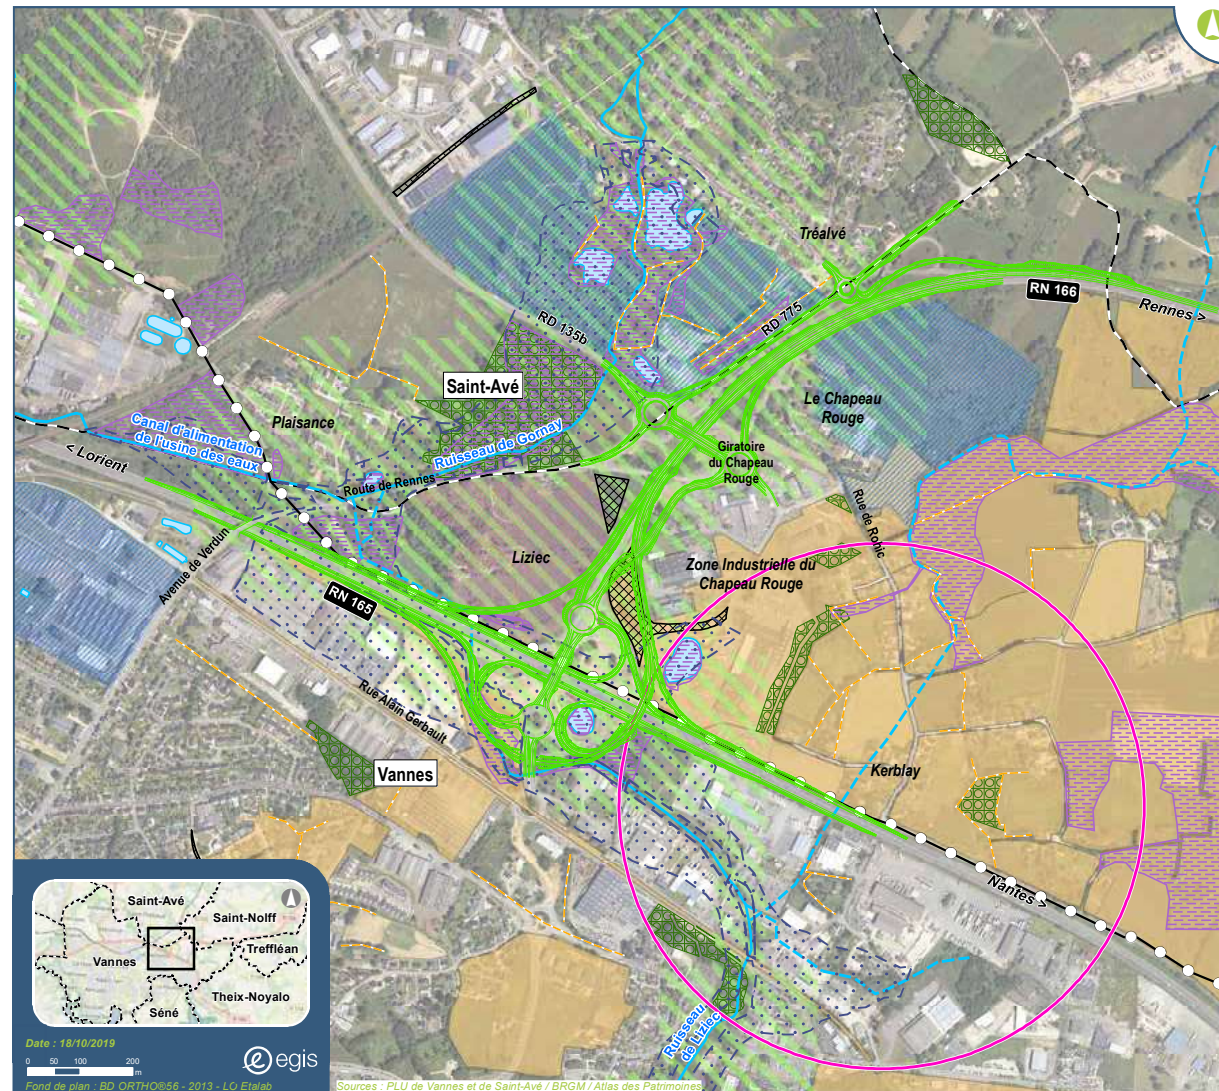 Tréalvé
RN 166
Rennes >
RD 775
RD 135b
Saint-Avé
Le Chapeau
Rouge
Plaisance
Canal d'alimentation
de l'usine des eaux
Ruisseau de Gornay
< Lorient
Giratoire
du Chapeau
Rouge
Route de Rennes
Rue de Rohic
Avenue de Verdun
Liziec
Zone Industrielle du
Chapeau Rouge
RN 165
Rue Alain Gerbault
Vannes
Kerblay
Nantes >
Ruisseau
de Liziec
Saint-Avé
Saint-Nolff
Treffléan
Vannes
Theix-Noyalo
Séné
Date : 18/10/2019
0 50 100 200
m
egis
Fond de plan : BD ORTHO®56 - 2013 - LO Etalab
Sources : PLU de Vannes et de Saint-Avé / BRGM / Atlas des Patrimoines